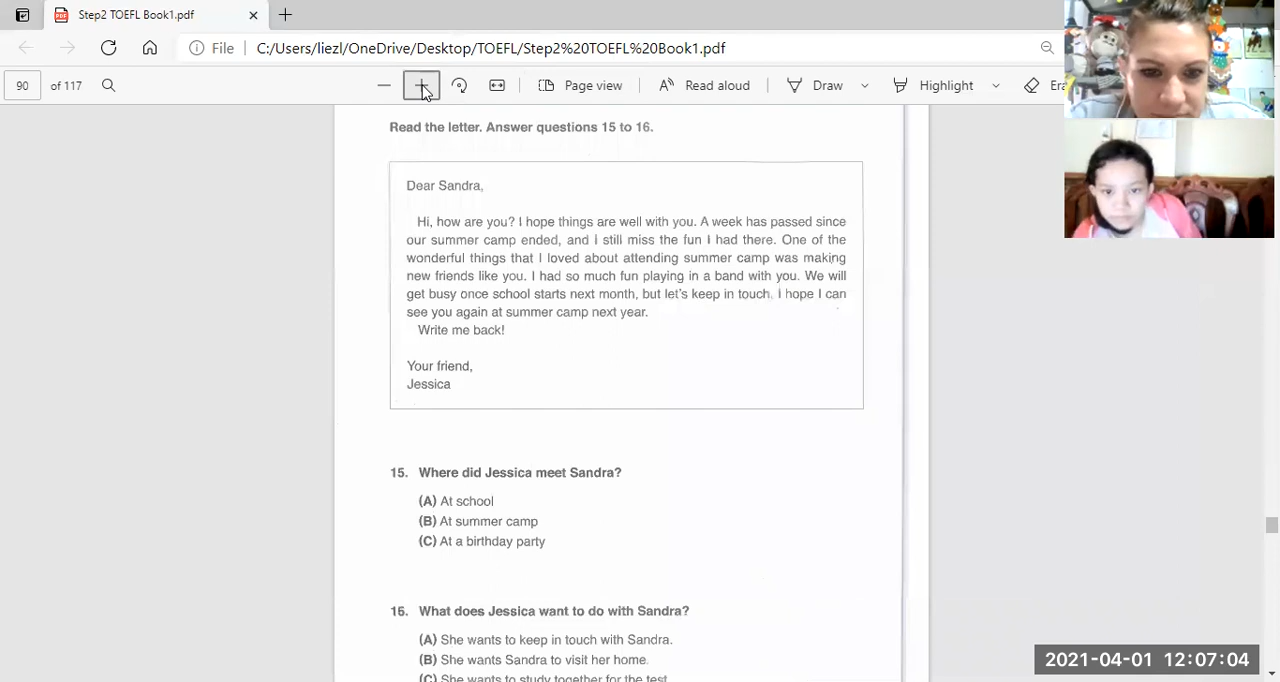 Step2 TOEFL Book1.pdf
File
C:/Users/liezl/OneDrive/Desktop/TOEFL/Step2%20TOEFL%20Book1.pdf
90 of 117
Page view
Read aloud
Draw
Highlight
Read the letter. Answer questions 15 to 16.
Dear Sandra,
Hi, how are you? I hope things are well with you. A week has passed since
our summer camp ended, and I still miss the fun I had there. One of the
wonderful things that I loved about attending summer camp was making
new friends like you. I had so much fun playing in a band with you. We will
get busy once school starts next month, but let's keep in touch. I hope I can
see you again at summer camp next year.
Write me back!
Your friend,
Jessica
15. Where did Jessica meet Sandra?
(A) At school
(B) At summer camp
(C) At a birthday party
16. What does Jessica want to do with Sandra?
(A) She wants to keep in touch with Sandra.
(B) She wants Sandra to visit her home.
(C) She wants to study together for the test.
2021-04-01 12:07:04